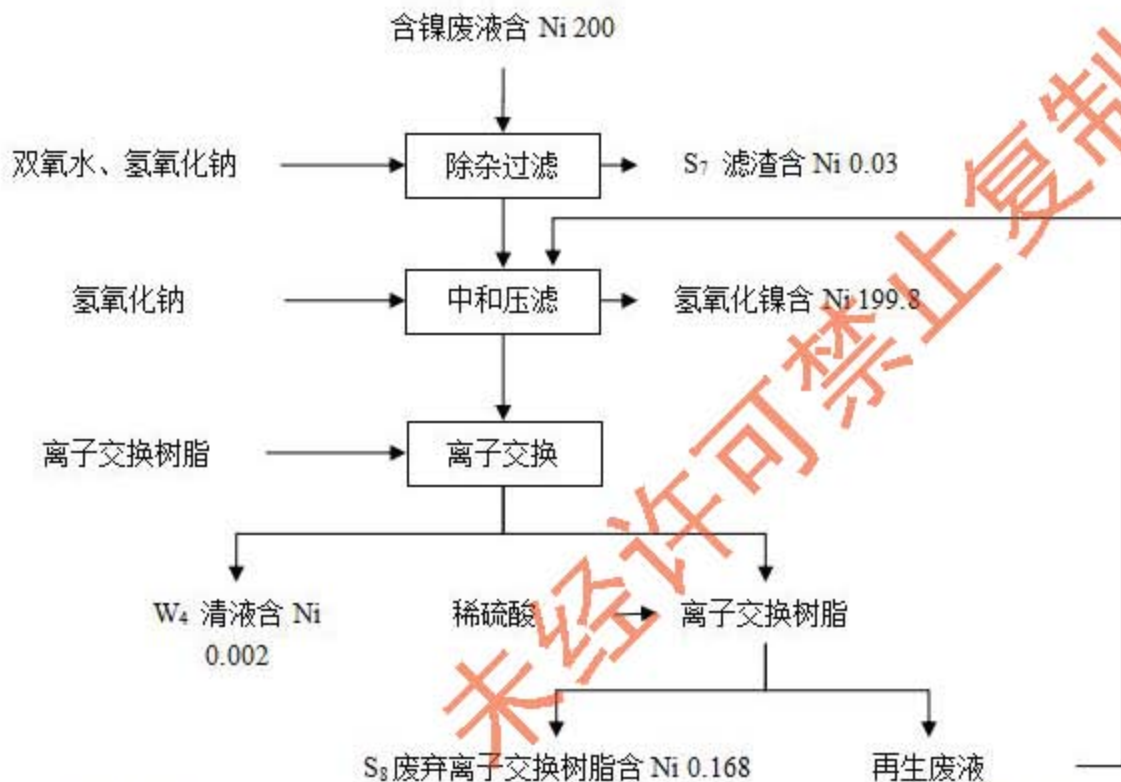 含镍废液含 Ni 200
双氧水、氢氧化钠
除杂过滤
S₇ 滤渣含 Ni 0.03
氢氧化钠
中和压滤
氢氧化镍含 Ni 199.8
离子交换树脂
离子交换
W₄ 清液含 Ni
0.002
稀硫酸
离子交换树脂
S₈废弃离子交换树脂含 Ni 0.168
再生废液
未经许可禁止复制